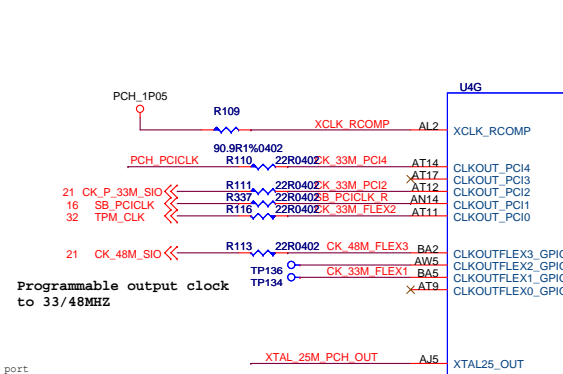 U4G
PCH_1P05
R109
XCLK_RCOMP AL2 XCLK_RCOMP
90.9R1%0402
PCH_PCICLK R110 22R0402 CK_33M_PCI4 AT14 CLKOUT_PCI4
AT17 CLKOUT_PCI3
21 CK_P_33M_SIO R111 22R0402 CK_33M_PCI2 AT12 CLKOUT_PCI2
16 SB_PCICLK R337 22R0402 SB_PCICLK_R AN14 CLKOUT_PCI1
32 TPM_CLK R116 22R0402 CK_33M_FLEX2 AT11 CLKOUT_PCI0
21 CK_48M_SIO R113 22R0402 CK_48M_FLEX3 BA2 CLKOUTFLEX3_GPIO
TP136 AW5 CLKOUTFLEX2_GPIO
TP134 CK_33M_FLEX1 BA5 CLKOUTFLEX1_GPIO
AT9 CLKOUTFLEX0_GPIO
Programmable output clock
to 33/48MHZ
XTAL_25M_PCH_OUT AJ5 XTAL25_OUT
port